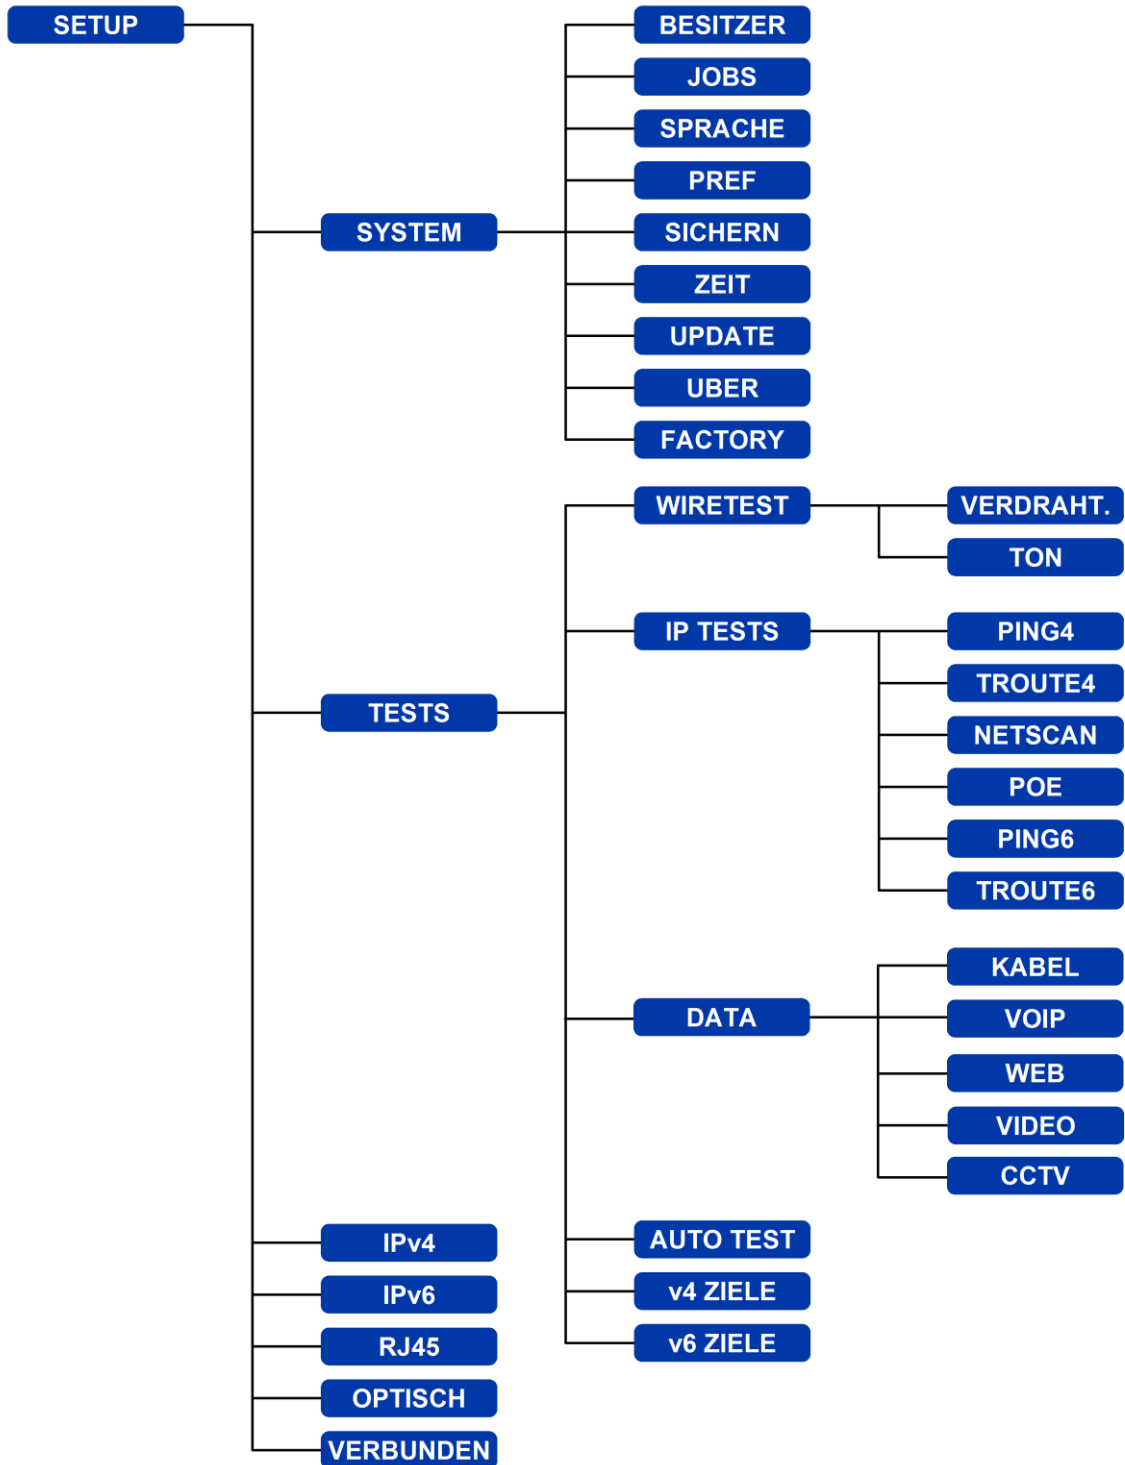 SETUP
BESITZER
JOBS
SPRACHE
PREF
SYSTEM
SICHERN
ZEIT
UPDATE
UBER
FACTORY
WIRETEST
VERDRAHT.
TON
IP TESTS
PING4
TROUTE4
TESTS
NETSCAN
POE
PING6
TROUTE6
KABEL
DATA
VOIP
WEB
VIDEO
CCTV
AUTO TEST
IPv4
v4 ZIELE
IPv6
v6 ZIELE
RJ45
OPTISCH
VERBUNDEN